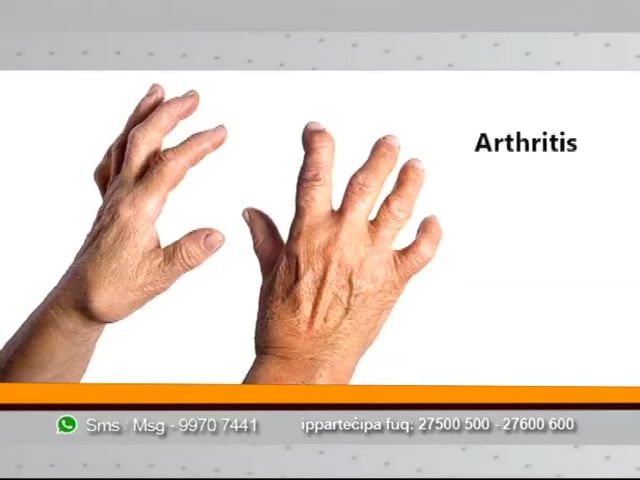 Arthritis
Sms / Msg - 9970 7441
ipparteċipa fuq: 27500 500 - 27600 600